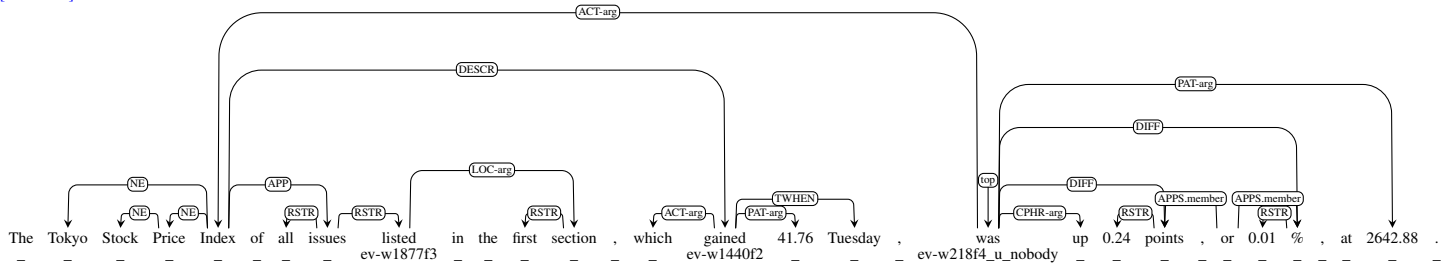 ACT-arg
DESCR
PAT-arg
DIFF
LOC-arg
NE APP top DIFF
TWHEN APPS.member APPS.member
NE NE RSTR RSTR RSTR ACT-arg PAT-arg CPHR-arg RSTR RSTR
The Tokyo Stock Price Index of all issues listed in the first section , which gained 41.76 Tuesday , was up 0.24 points , or 0.01 % , at 2642.88 .
_ _ _ _ _ _ _ _ ev-w1877f3 _ _ _ _ _ _ ev-w1440f2 _ _ _ ev-w218f4_u_nobody _ _ _ _ _ _ _ _ _ _ _